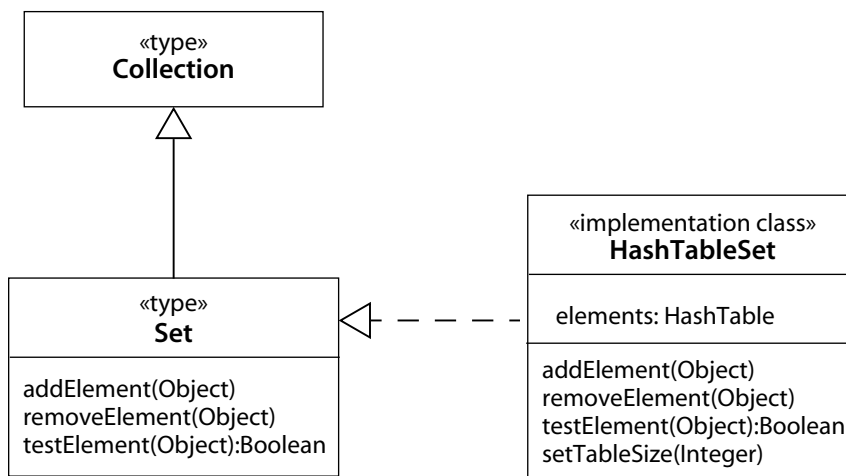 «type»
Collection
«type»
Set
addElement(Object)
removeElement(Object)
testElement(Object):Boolean
«implementation class»
HashTableSet
elements: HashTable
addElement(Object)
removeElement(Object)
testElement(Object):Boolean
setTableSize(Integer)